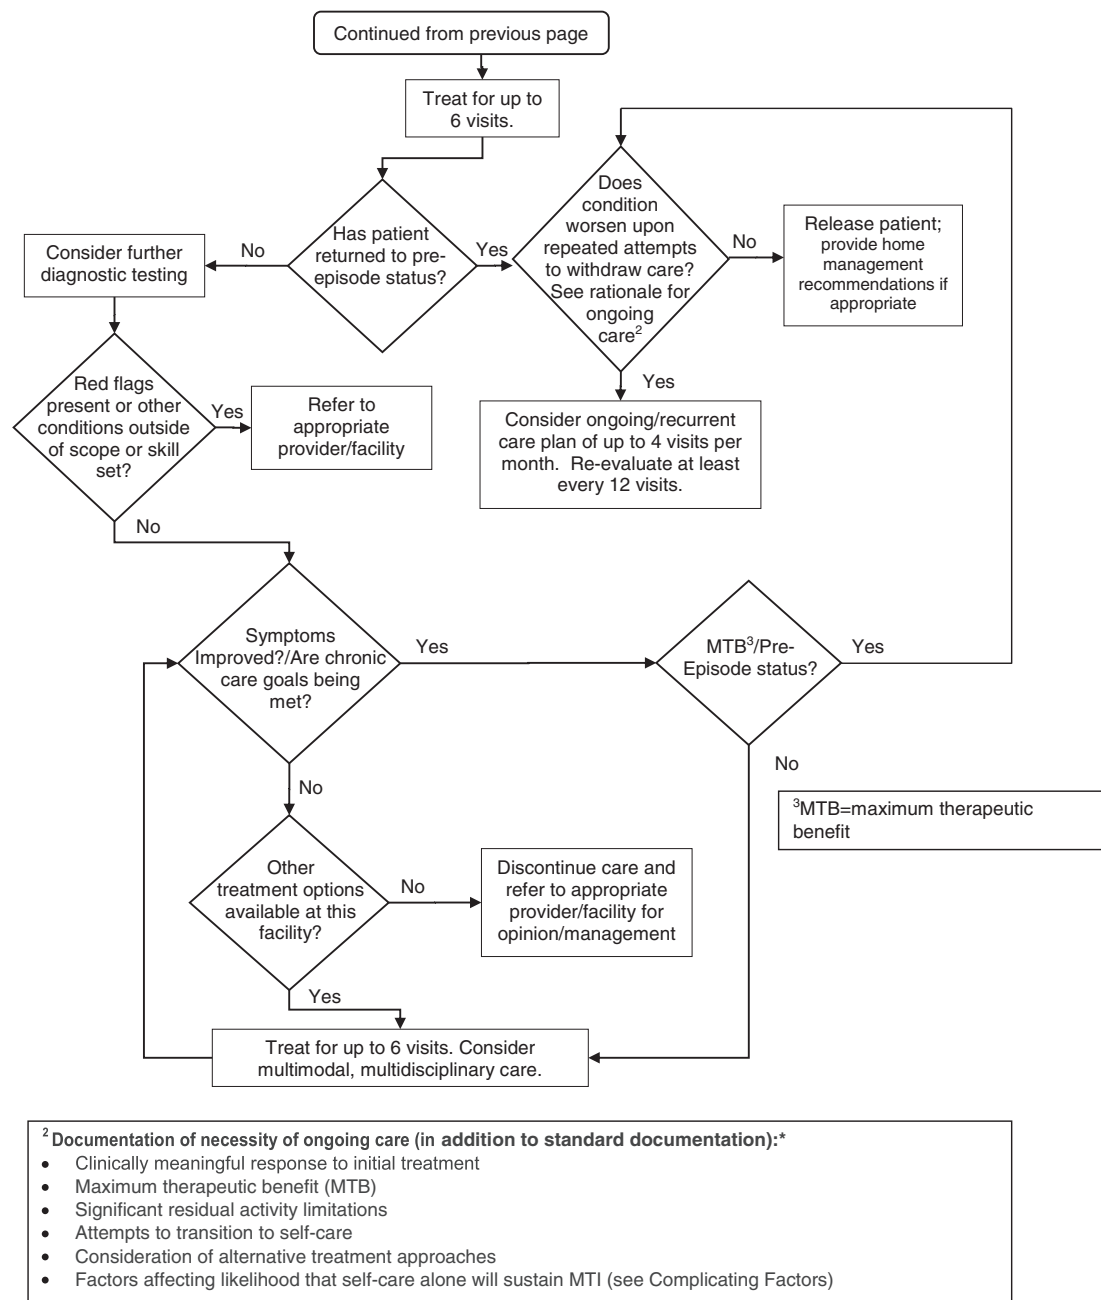 Continued from previous page
Treat for up to
6 visits.
Has patient
returned to pre-
episode status?
No
Yes
Consider further
diagnostic testing
Does
condition
worsen upon
repeated attempts
to withdraw care?
See rationale for
ongoing
care2
No
Yes
Release patient;
provide home
management
recommendations if
appropriate
Consider ongoing/recurrent
care plan of up to 4 visits per
month. Re-evaluate at least
every 12 visits.
Red flags
present or other
conditions outside
of scope or skill
set?
Yes
No
Refer to
appropriate
provider/facility
Symptoms
Improved?/Are chronic
care goals being
met?
Yes
No
MTB3/Pre-
Episode status?
Yes
No
3MTB=maximum therapeutic
benefit
Other
treatment options
available at this
facility?
No
Yes
Discontinue care and
refer to appropriate
provider/facility for
opinion/management
Treat for up to 6 visits. Consider
multimodal, multidisciplinary care.
2 Documentation of necessity of ongoing care (in addition to standard documentation):*
• Clinically meaningful response to initial treatment
• Maximum therapeutic benefit (MTB)
• Significant residual activity limitations
• Attempts to transition to self-care
• Consideration of alternative treatment approaches
• Factors affecting likelihood that self-care alone will sustain MTI (see Complicating Factors)